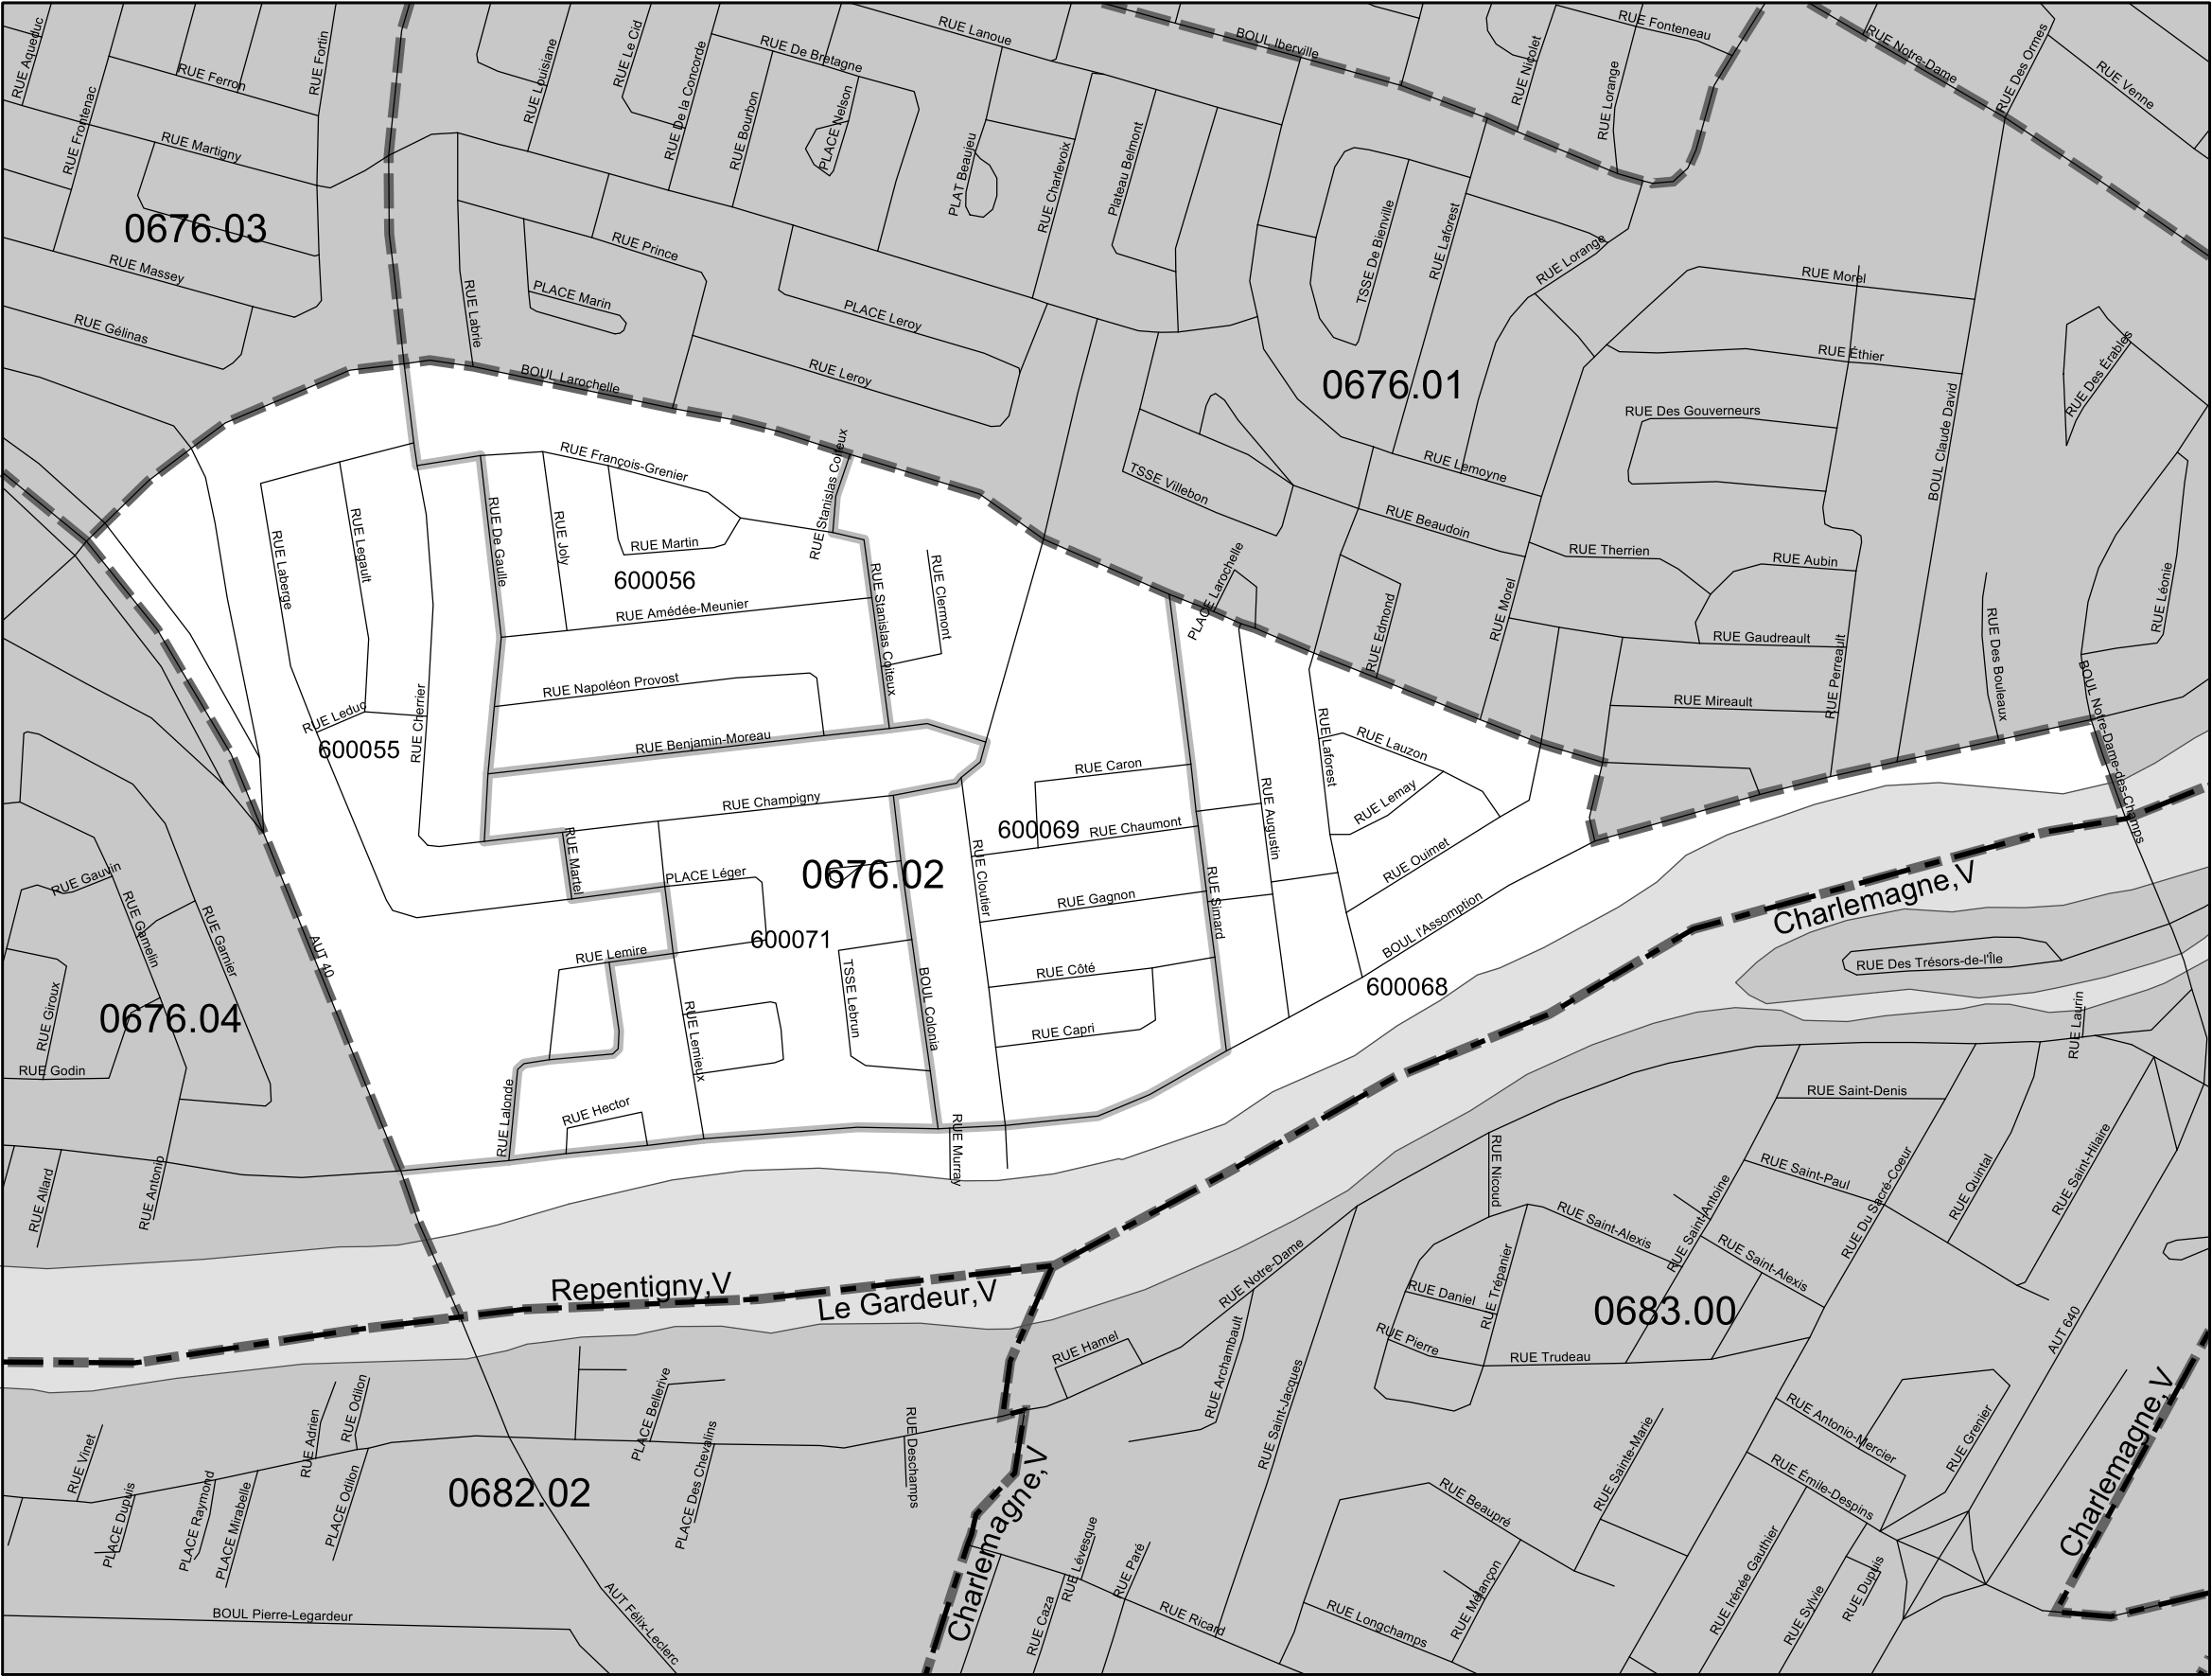 RUE Aqueduc
RUE Ferron
RUE Fortin
RUE Frontenac
RUE Martigny
0676.03
RUE Massey
RUE Gélinas
RUE Louisiane
RUE Le Cid
RUE De la Concorde
RUE De Bretagne
RUE Bourbon
PLACE Nelson
RUE Lanoue
PLAT Beaujeu
RUE Charlevoix
Plateau Belmont
BOUL Iberville
RUE Nicolet
RUE Fonteneau
RUE Lorange
RUE Notre-Dame
RUE Des Ormes
RUE Venne
RUE Prince
PLACE Marin
RUE Labrie
PLACE Leroy
RUE Leroy
BOUL Larochelle
TSSE De Bienville
RUE Laforest
RUE Lorange
RUE Morel
RUE Éthier
RUE Des Érables
0676.01
RUE Des Gouverneurs
BOUL Claude David
RUE Lemoyne
TSSE Villebon
RUE Beaudoin
RUE Therrien
RUE Aubin
RUE Gaudreault
RUE Mireault
RUE Perreault
RUE Morel
RUE Edmond
PLACE Larochelle
RUE Des Bouleaux
RUE Léonie
BOUL Notre-Dame-des-Champs
RUE François-Grenier
RUE Stanislas Coiteux
RUE De Gaulle
RUE Joly
RUE Martin
600056
RUE Amédée-Meunier
RUE Stanislas Coiteux
RUE Clermont
RUE Laberge
RUE Legault
RUE Leduc
600055
RUE Cherrier
RUE Napoléon Provost
RUE Benjamin-Moreau
RUE Champigny
RUE Martel
PLACE Léger
0676.02
600069
RUE Caron
RUE Chaumont
RUE Gagnon
RUE Côté
RUE Capri
RUE Cloutier
RUE Simard
RUE Augustin
RUE Laforest
RUE Lauzon
RUE Lemay
RUE Ouimet
BOUL l'Assomption
600068
600071
RUE Lemire
TSSE Lebrun
BOUL Colonia
RUE Lemieux
RUE Lalonde
RUE Hector
RUE Murray
AUT 40
RUE Gauvin
RUE Gamelin
RUE Garnier
RUE Giroux
0676.04
RUE Godin
RUE Allard
RUE Antonio
Charlemagne,V
RUE Des Trésors-de-l'Île
RUE Laurin
Repentigny,V
Le Gardeur,V
RUE Saint-Denis
RUE Nicoud
RUE Saint-Paul
RUE Saint-Antoine
RUE Du Sacré-Coeur
RUE Quintal
RUE Saint-Hilaire
RUE Saint-Alexis
RUE Saint-Alexis
RUE Trépanier
RUE Daniel
RUE Pierre
RUE Trudeau
0683.00
AUT 640
RUE Notre-Dame
RUE Hamel
RUE Archambault
RUE Saint-Jacques
RUE Vinet
RUE Adrien
RUE Odilon
PLACE Bellerive
PLACE Des Chevalins
RUE Deschamps
PLACE Dupuis
PLACE Raymond
PLACE Mirabelle
PLACE Odilon
0682.02
AUT Félix-Leclerc
BOUL Pierre-Legardeur
Charlemagne,V
RUE Caza
RUE Lévesque
RUE Paré
RUE Ricard
RUE Longchamps
RUE Mélançon
RUE Beaupré
RUE Sainte-Marie
RUE Antonio-Mercier
RUE Émile-Despins
RUE Grenier
RUE Irénée Gauthier
RUE Sylvie
RUE Dupuis
Charlemagne,V